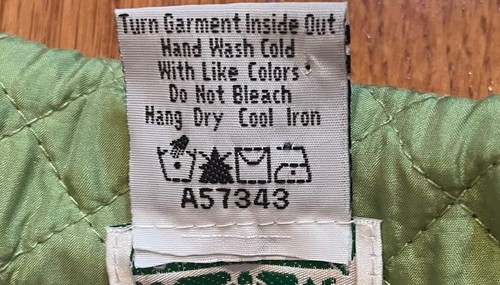 Turn Garment Inside Out
Hand Wash Cold
With Like Colors
Do Not Bleach
Hang Dry Cool Iron
A57343